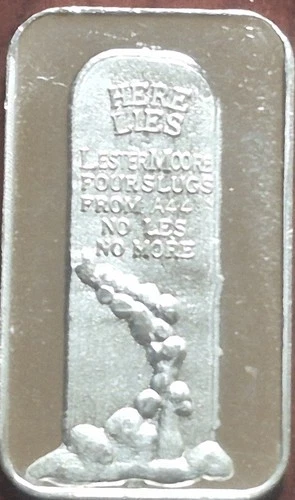 HERE
LIES
LESTER MOORE
FOUR SLUGS
FROM A 44
NO LES
NO MORE